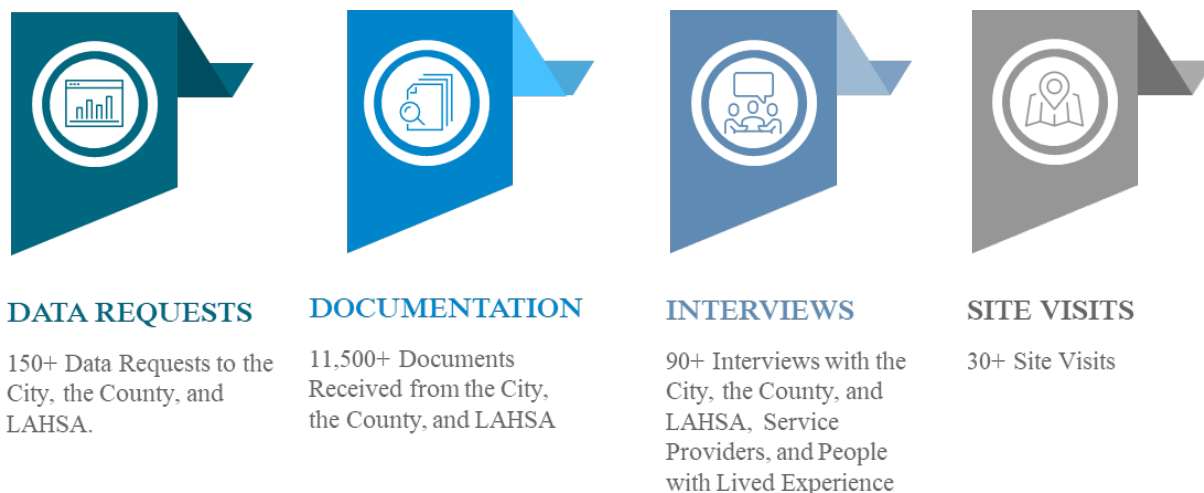 DATA REQUESTS
150+ Data Requests to the
City, the County, and
LAHSA.
DOCUMENTATION
11,500+ Documents
Received from the City,
the County, and LAHSA
INTERVIEWS
90+ Interviews with the
City, the County, and
LAHSA, Service
Providers, and People
with Lived Experience
SITE VISITS
30+ Site Visits